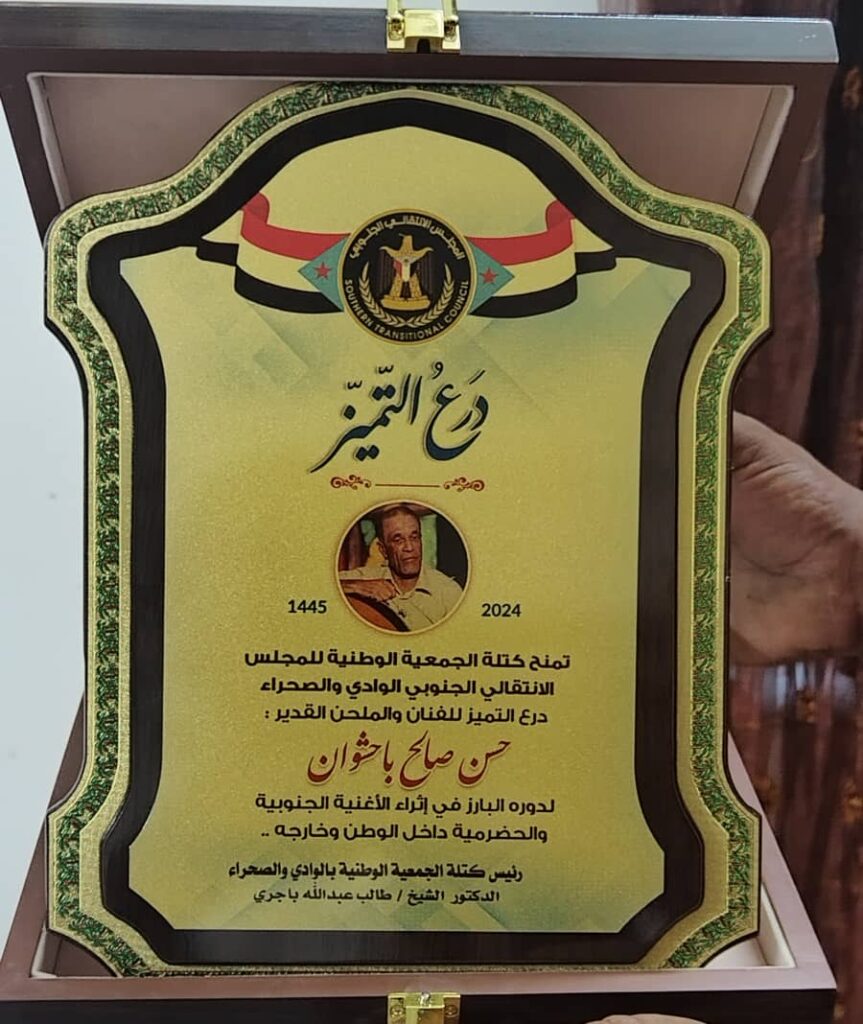 المجلس الانتقالي الجنوبي
SOUTHERN TRANSITIONAL COUNCIL
دَرَعُ التَّميّز
1445 2024
تمنح كتلة الجمعية الوطنية للمجلس
الانتقالي الجنوبي الوادي والصحراء
درع التميز للفنان والملحن القدير :
حسن صالح باحشوان
لدوره البارز في إثراء الأغنية الجنوبية
والحضرمية داخل الوطن وخارجه ..
رئيس كتلة الجمعية الوطنية بالوادي والصحراء
الدكتور الشيخ / طالب عبدالله باجري